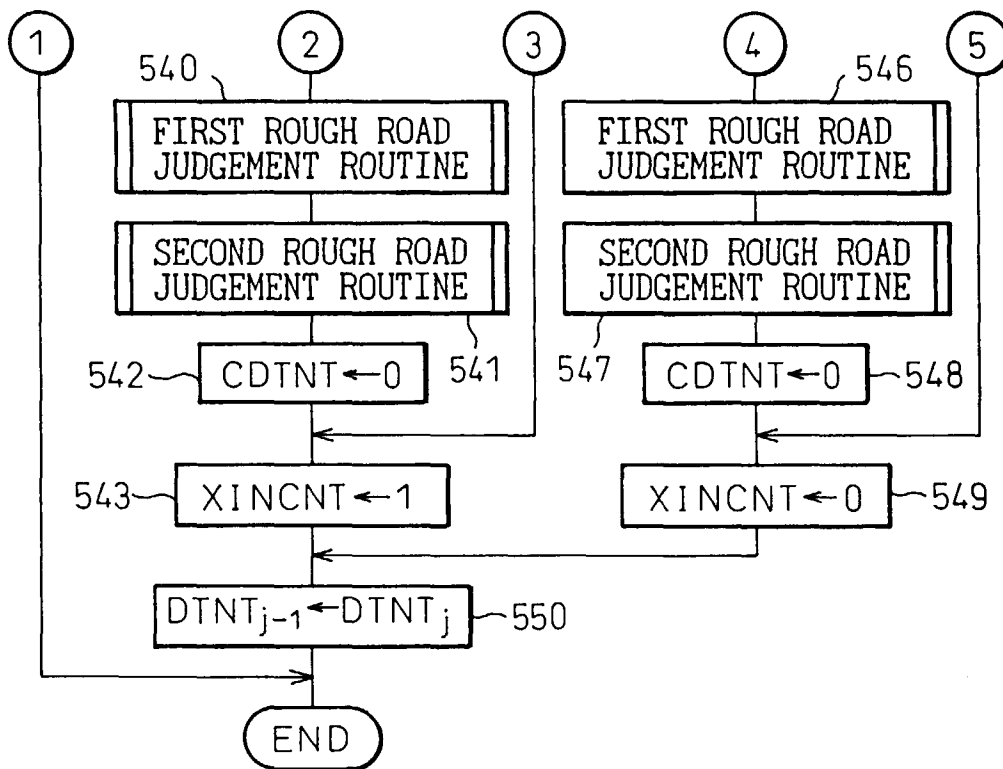 1 2 3 4 5
540 546
FIRST ROUGH ROAD
JUDGEMENT ROUTINE
FIRST ROUGH ROAD
JUDGEMENT ROUTINE
SECOND ROUGH ROAD
JUDGEMENT ROUTINE
SECOND ROUGH ROAD
JUDGEMENT ROUTINE
541 547
542 CDTNT←0
CDTNT←0 548
543 XINCNT←1
XINCNT←0 549
DTNTj-1←DTNTj 550
END